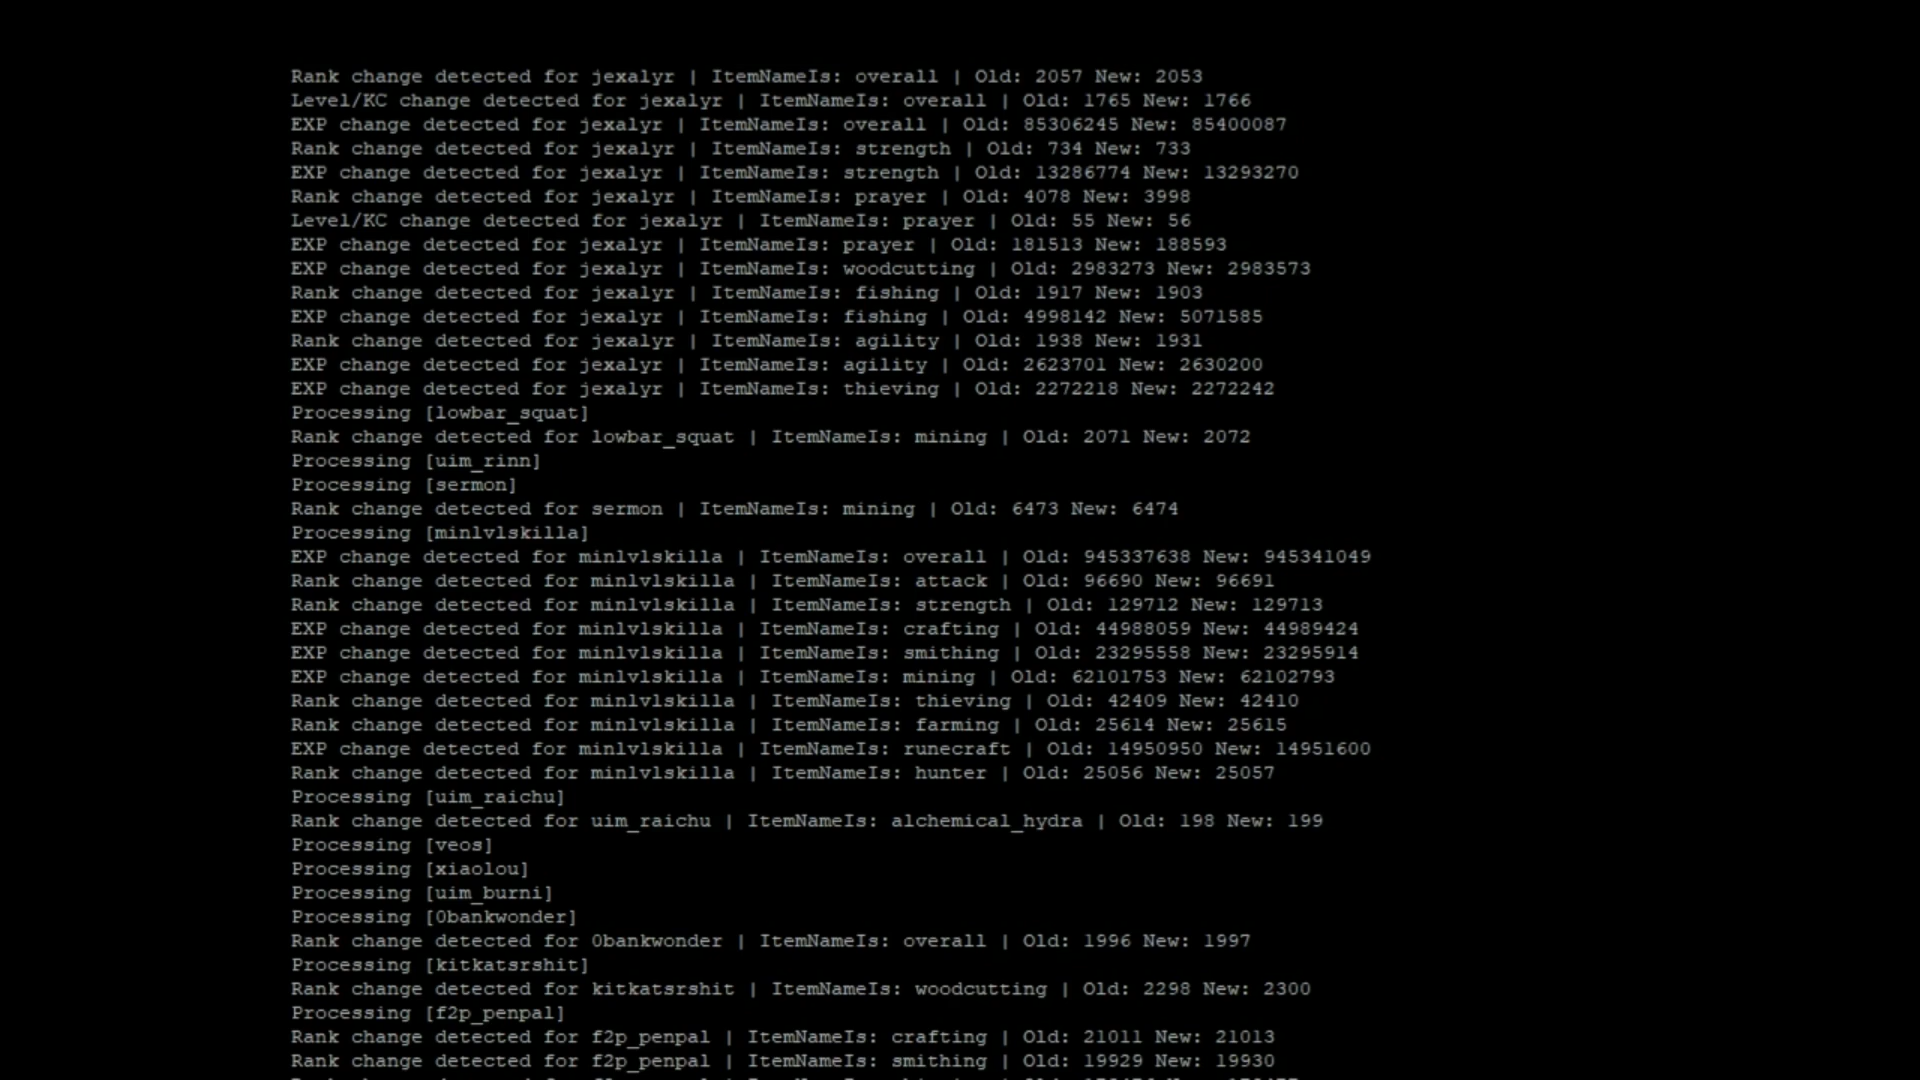 Rank change detected for jexalyr | ItemNameIs: overall | Old: 2057 New: 2053
Level/KC change detected for jexalyr | ItemNameIs: overall | Old: 1765 New: 1766
EXP change detected for jexalyr | ItemNameIs: overall | Old: 85306245 New: 85400087
Rank change detected for jexalyr | ItemNameIs: strength | Old: 734 New: 733
EXP change detected for jexalyr | ItemNameIs: strength | Old: 13286774 New: 13293270
Rank change detected for jexalyr | ItemNameIs: prayer | Old: 4078 New: 3998
Level/KC change detected for jexalyr | ItemNameIs: prayer | Old: 55 New: 56
EXP change detected for jexalyr | ItemNameIs: prayer | Old: 181513 New: 188593
EXP change detected for jexalyr | ItemNameIs: woodcutting | Old: 2983273 New: 2983573
Rank change detected for jexalyr | ItemNameIs: fishing | Old: 1917 New: 1903
EXP change detected for jexalyr | ItemNameIs: fishing | Old: 4998142 New: 5071585
Rank change detected for jexalyr | ItemNameIs: agility | Old: 1938 New: 1931
EXP change detected for jexalyr | ItemNameIs: agility | Old: 2623701 New: 2630200
EXP change detected for jexalyr | ItemNameIs: thieving | Old: 2272218 New: 2272242
Processing [lowbar_squat]
Rank change detected for lowbar_squat | ItemNameIs: mining | Old: 2071 New: 2072
Processing [uim_rinn]
Processing [sermon]
Rank change detected for sermon | ItemNameIs: mining | Old: 6473 New: 6474
Processing [minlvlskilla]
EXP change detected for minlvlskilla | ItemNameIs: overall | Old: 945337638 New: 945341049
Rank change detected for minlvlskilla | ItemNameIs: attack | Old: 96690 New: 96691
Rank change detected for minlvlskilla | ItemNameIs: strength | Old: 129712 New: 129713
EXP change detected for minlvlskilla | ItemNameIs: crafting | Old: 44988059 New: 44989424
EXP change detected for minlvlskilla | ItemNameIs: smithing | Old: 23295558 New: 23295914
EXP change detected for minlvlskilla | ItemNameIs: mining | Old: 62101753 New: 62102793
Rank change detected for minlvlskilla | ItemNameIs: thieving | Old: 42409 New: 42410
Rank change detected for minlvlskilla | ItemNameIs: farming | Old: 25614 New: 25615
EXP change detected for minlvlskilla | ItemNameIs: runecraft | Old: 14950950 New: 14951600
Rank change detected for minlvlskilla | ItemNameIs: hunter | Old: 25056 New: 25057
Processing [uim_raichu]
Rank change detected for uim_raichu | ItemNameIs: alchemical_hydra | Old: 198 New: 199
Processing [veos]
Processing [xiaolou]
Processing [uim_burni]
Processing [0bankwonder]
Rank change detected for 0bankwonder | ItemNameIs: overall | Old: 1996 New: 1997
Processing [kitkatsrshit]
Rank change detected for kitkatsrshit | ItemNameIs: woodcutting | Old: 2298 New: 2300
Processing [f2p_penpal]
Rank change detected for f2p_penpal | ItemNameIs: crafting | Old: 21011 New: 21013
Rank change detected for f2p_penpal | ItemNameIs: smithing | Old: 19929 New: 19930